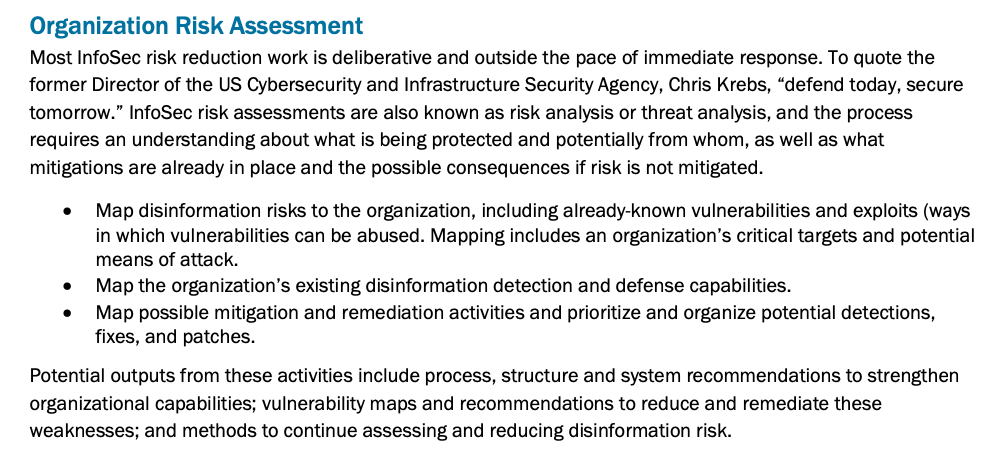 Organization Risk Assessment
Most InfoSec risk reduction work is deliberative and outside the pace of immediate response. To quote the
former Director of the US Cybersecurity and Infrastructure Security Agency, Chris Krebs, “defend today, secure
tomorrow.” InfoSec risk assessments are also known as risk analysis or threat analysis, and the process
requires an understanding about what is being protected and potentially from whom, as well as what
mitigations are already in place and the possible consequences if risk is not mitigated.
• Map disinformation risks to the organization, including already-known vulnerabilities and exploits (ways
in which vulnerabilities can be abused. Mapping includes an organization’s critical targets and potential
means of attack.
• Map the organization’s existing disinformation detection and defense capabilities.
• Map possible mitigation and remediation activities and prioritize and organize potential detections,
fixes, and patches.
Potential outputs from these activities include process, structure and system recommendations to strengthen
organizational capabilities; vulnerability maps and recommendations to reduce and remediate these
weaknesses; and methods to continue assessing and reducing disinformation risk.